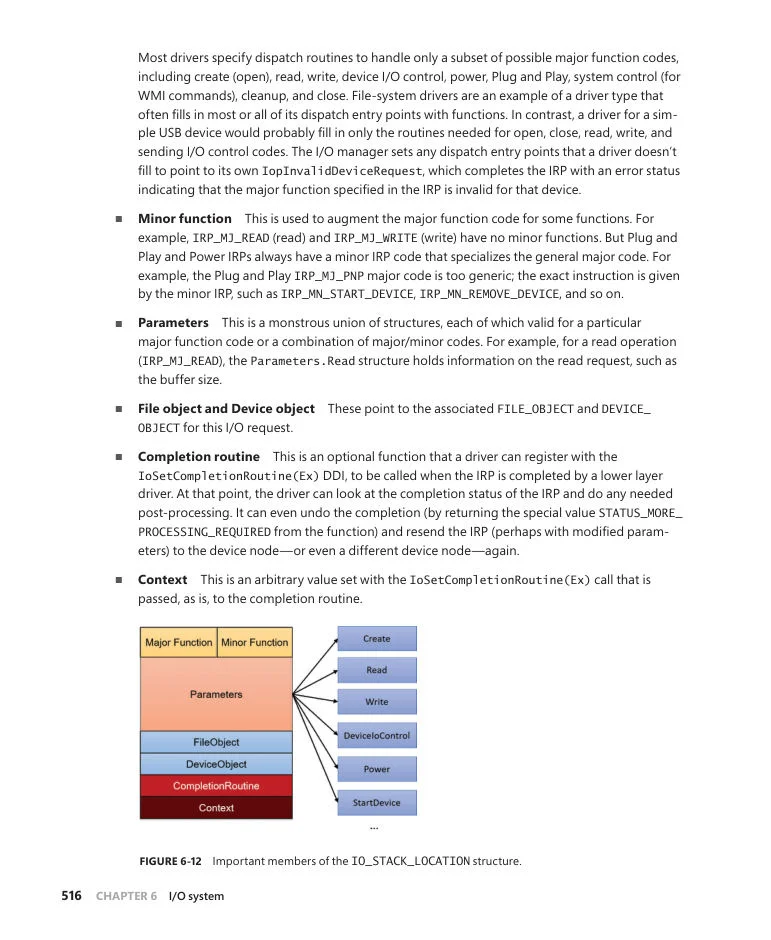 Most drivers specify dispatch routines to handle only a subset of possible major function codes,
including create (open), read, write, device I/O control, power, Plug and Play, system control (for
WMI commands), cleanup, and close. File-system drivers are an example of a driver type that
often fills in most or all of its dispatch entry points with functions. In contrast, a driver for a sim-
ple USB device would probably fill in only the routines needed for open, close, read, write, and
sending I/O control codes. The I/O manager sets any dispatch entry points that a driver doesn't
fill to point to its own IopInvalidDeviceRequest, which completes the IRP with an error status
indicating that the major function specified in the IRP is invalid for that device.
■ Minor function This is used to augment the major function code for some functions. For
example, IRP_MJ_READ (read) and IRP_MJ_WRITE (write) have no minor functions. But Plug and
Play and Power IRPs always have a minor IRP code that specializes the general major code. For
example, the Plug and Play IRP_MJ_PNP major code is too generic; the exact instruction is given
by the minor IRP, such as IRP_MN_START_DEVICE, IRP_MN_REMOVE_DEVICE, and so on.
■ Parameters This is a monstrous union of structures, each of which valid for a particular
major function code or a combination of major/minor codes. For example, for a read operation
(IRP_MJ_READ), the Parameters.Read structure holds information on the read request, such as
the buffer size.
■ File object and Device object These point to the associated FILE_OBJECT and DEVICE_
OBJECT for this I/O request.
■ Completion routine This is an optional function that a driver can register with the
IoSetCompletionRoutine(Ex) DDI, to be called when the IRP is completed by a lower layer
driver. At that point, the driver can look at the completion status of the IRP and do any needed
post-processing. It can even undo the completion (by returning the special value STATUS_MORE_
PROCESSING_REQUIRED from the function) and resend the IRP (perhaps with modified param-
eters) to the device node—or even a different device node—again.
■ Context This is an arbitrary value set with the IoSetCompletionRoutine(Ex) call that is
passed, as is, to the completion routine.
Major Function Minor Function
Parameters
FileObject
DeviceObject
CompletionRoutine
Context
Create
Read
Write
DeviceIoControl
Power
StartDevice
...
FIGURE 6-12 Important members of the IO_STACK_LOCATION structure.
516 CHAPTER 6 I/O system